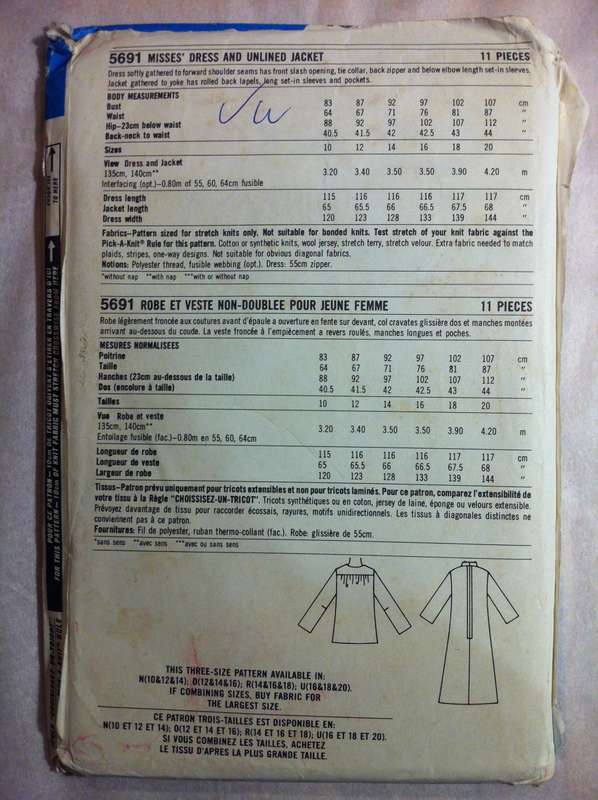 5691 MISSES' DRESS AND UNLINED JACKET 11 PIECES
Dress softly gathered to forward shoulder seams has front slash opening, tie collar, back zipper and below elbow length set-in sleeves.
Jacket gathered to yoke has rolled back lapels, long set-in sleeves and pockets.
BODY MEASUREMENTS
Bust 83 87 92 97 102 107 cm
Waist 64 67 71 76 81 87 "
Hip–23cm below waist 88 92 97 102 107 112 "
Back-neck to waist 40.5 41.5 42 42.5 43 44 "
Sizes 10 12 14 16 18 20
View Dress and Jacket
135cm, 140cm** 3.20 3.40 3.50 3.50 3.90 4.20 m
Interfacing (opt.)–0.80m of 55, 60, 64cm fusible
Dress length 115 116 116 116 117 117 cm
Jacket length 65 65.5 66 66.5 67.5 68 "
Dress width 120 123 128 133 139 144 "
Fabrics–Pattern sized for stretch knits only. Not suitable for bonded knits. Test stretch of your knit fabric against the
Pick-A-Knit® Rule for this pattern. Cotton or synthetic knits, wool jersey, stretch terry, stretch velour. Extra fabric needed to match
plaids, stripes, one-way designs. Not suitable for obvious diagonal fabrics.
Notions: Polyester thread, fusible webbing (opt.). Dress: 55cm zipper.
*without nap **with nap ***with or without nap
5691 ROBE ET VESTE NON-DOUBLEE POUR JEUNE FEMME 11 PIECES
Robe légèrement froncée aux coutures avant d'épaule a ouverture en fente sur devant, col cravates glissière dos et manches montées
arrivant au-dessous du coude. La veste froncée à l'empiècement a revers roulés, manches longues et poches.
MESURES NORMALISEES
Poitrine 83 87 92 97 102 107 cm
Taille 64 67 71 76 81 87 "
Hanches (23cm au-dessous de la taille) 88 92 97 102 107 112 "
Dos (encolure à taille) 40.5 41.5 42 42.5 43 44 "
Tailles 10 12 14 16 18 20
Vue Robe et veste
135cm, 140cm** 3.20 3.40 3.50 3.50 3.90 4.20 m
Entoilage fusible (fac.)–0.80m en 55, 60, 64cm
Longueur de robe 115 116 116 116 117 117 cm
Longueur de veste 65 65.5 66 66.5 67.5 68 "
Largeur de robe 120 123 128 133 139 144 "
Tissus–Patron prévu uniquement pour tricots extensibles et non pour tricots laminés. Pour ce patron, comparez l'extensibilité de
votre tissu à la Règle "CHOISSISEZ-UN-TRICOT". Tricots synthétiques ou en coton, jersey de laine, éponge ou velours extensible.
Prévoyez davantage de tissu pour raccorder écossais, rayures, motifs unidirectionnels. Les tissus à diagonales distinctes ne
conviennent pas à ce patron.
Fournitures: Fil de polyester, ruban thermo-collant (fac.). Robe: glissière de 55cm.
*sans sens **avec sens ***avec ou sans sens
THIS THREE-SIZE PATTERN AVAILABLE IN:
N(10&12&14); O(12&14&16); R(14&16&18); U(16&18&20).
IF COMBINING SIZES, BUY FABRIC FOR
THE LARGEST SIZE.
CE PATRON TROIS-TAILLES EST DISPONIBLE EN:
N(10 ET 12 ET 14); O(12 ET 14 ET 16); R(14 ET 16 ET 18); U(16 ET 18 ET 20).
SI VOUS COMBINEZ LES TAILLES, ACHETEZ
LE TISSU D'APRES LA PLUS GRANDE TAILLE.